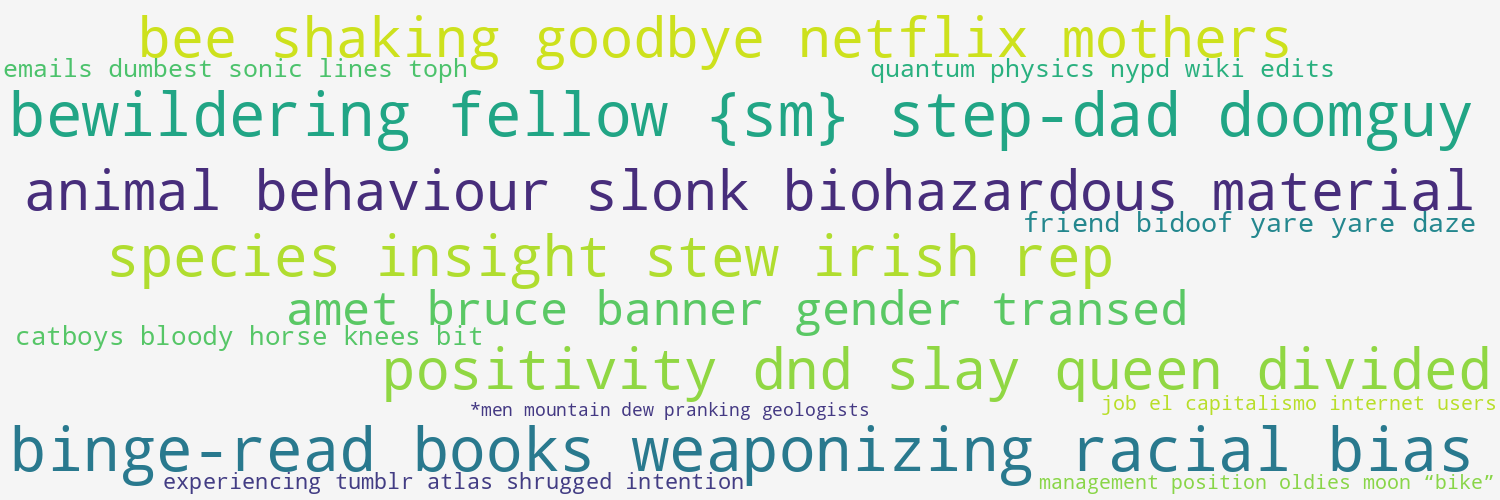 bee shaking goodbye netflix mothers
emails dumbest sonic lines toph
quantum physics nypd wiki edits
bewildering fellow {sm} step-dad doomguy
animal behaviour slonk biohazardous material
friend bidoof yare yare daze
species insight stew irish rep
amet bruce banner gender transed
catboys bloody horse knees bit
positivity dnd slay queen divided
*men mountain dew pranking geologists
job el capitalismo internet users
binge-read books weaponizing racial bias
experiencing tumblr atlas shrugged intention
management position oldies moon “bike”